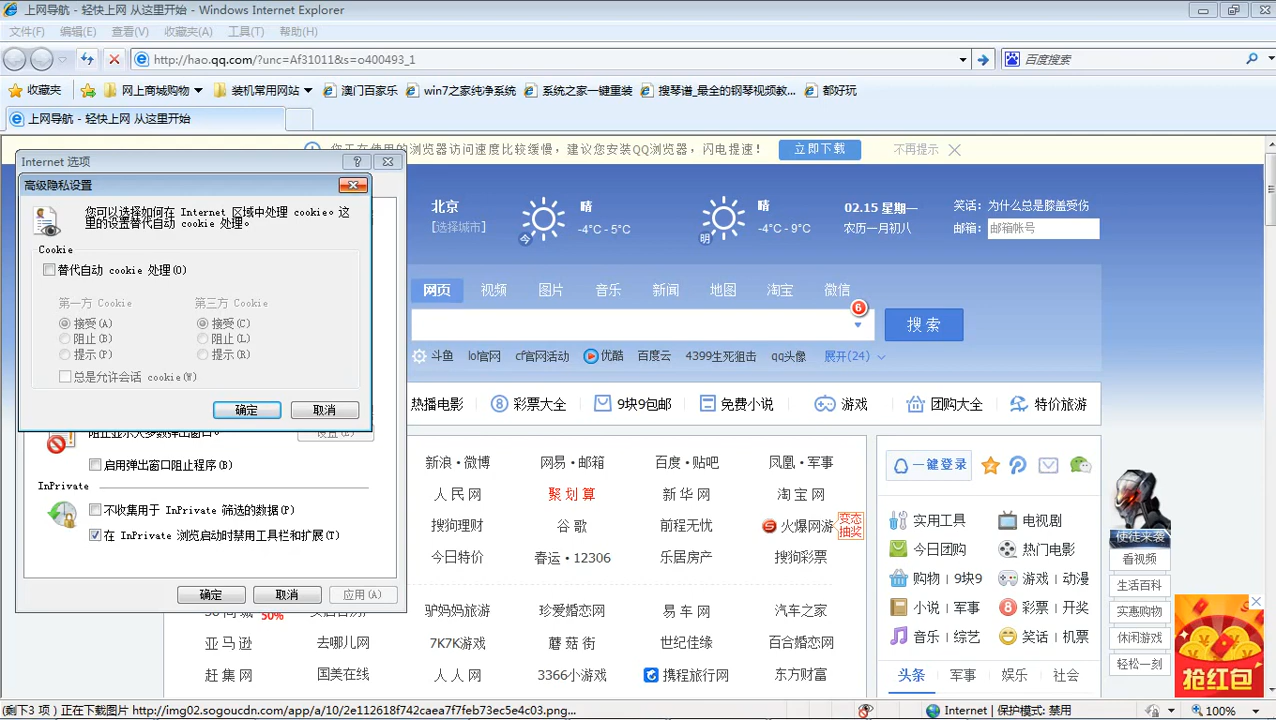 上网导航 - 轻快上网 从这里开始 - Windows Internet Explorer
文件(F) 编辑(E) 查看(V) 收藏夹(A) 工具(T) 帮助(H)
http://hao.qq.com/?unc=Af31011&s=o400493_1
百度搜索
收藏夹 网上商城购物 装机常用网站 澳门百家乐 win7之家纯净系统 系统之家一键重装 搜琴谱_最全的钢琴视频教... 都好玩
上网导航 - 轻快上网 从这里开始
使用的浏览器访问速度比较缓慢，建议您安装QQ浏览器，闪电提速！ 立即下载 不再提示
Internet 选项
高级隐私设置
您可以选择如何在 Internet 区域中处理 cookie。这
里的设置替代自动 cookie 处理。
Cookie
替代自动 cookie 处理(O)
第一方 Cookie 第三方 Cookie
接受(A) 接受(C)
阻止(B) 阻止(L)
提示(P) 提示(R)
总是允许会话 cookie(W)
确定 取消
启用弹出窗口阻止程序(B)
InPrivate
不收集用于 InPrivate 筛选的数据(P)
在 InPrivate 浏览启动时禁用工具栏和扩展(T)
确定 取消 应用(A)
北京
[选择城市]
今
晴
-4°C - 5°C
明
晴
-4°C - 9°C
02.15 星期一
农历一月初八
笑话: 为什么总是膝盖受伤
邮箱: 邮箱帐号
网页 视频 图片 音乐 新闻 地图 淘宝 微信
6
搜 索
斗鱼 lol官网 cf官网活动 优酷 百度云 4399生死狙击 qq头像 展开(24)
热播电影 8 彩票大全 9块9包邮 免费小说 游戏 团购大全 特价旅游
新浪 • 微博 网易 • 邮箱 百度 • 贴吧 凤凰 • 军事
人 民 网 聚 划 算 新 华 网 淘 宝 网
搜狗理财 谷 歌 前程无忧 火爆网游 变态抽奖
今日特价 春运 • 12306 乐居房产 搜狗彩票
50%
驴妈妈旅游 珍爱婚恋网 易 车 网 汽车之家
亚 马 逊 去哪儿网 7K7K游戏 蘑 菇 街 世纪佳缘 百合婚恋网
赶 集 网 国美在线 人 人 网 3366小游戏 携程旅行网 东方财富
一键登录
实用工具 电视剧
今日团购 热门电影
购物 | 9块9 游戏 | 动漫
小说 | 军事 8 彩票 | 开奖
音乐 | 综艺 笑话 | 机票
头条 军事 娱乐 社会
使徒来袭
看视频
生活百科
实惠购物
休闲游戏
轻松一刻
抢红包
(剩下3 项) 正在下载图片 http://img02.sogoucdn.com/app/a/10/2e112618f742caea7f7feb73ec5e4c03.png...
Internet | 保护模式: 禁用
100%